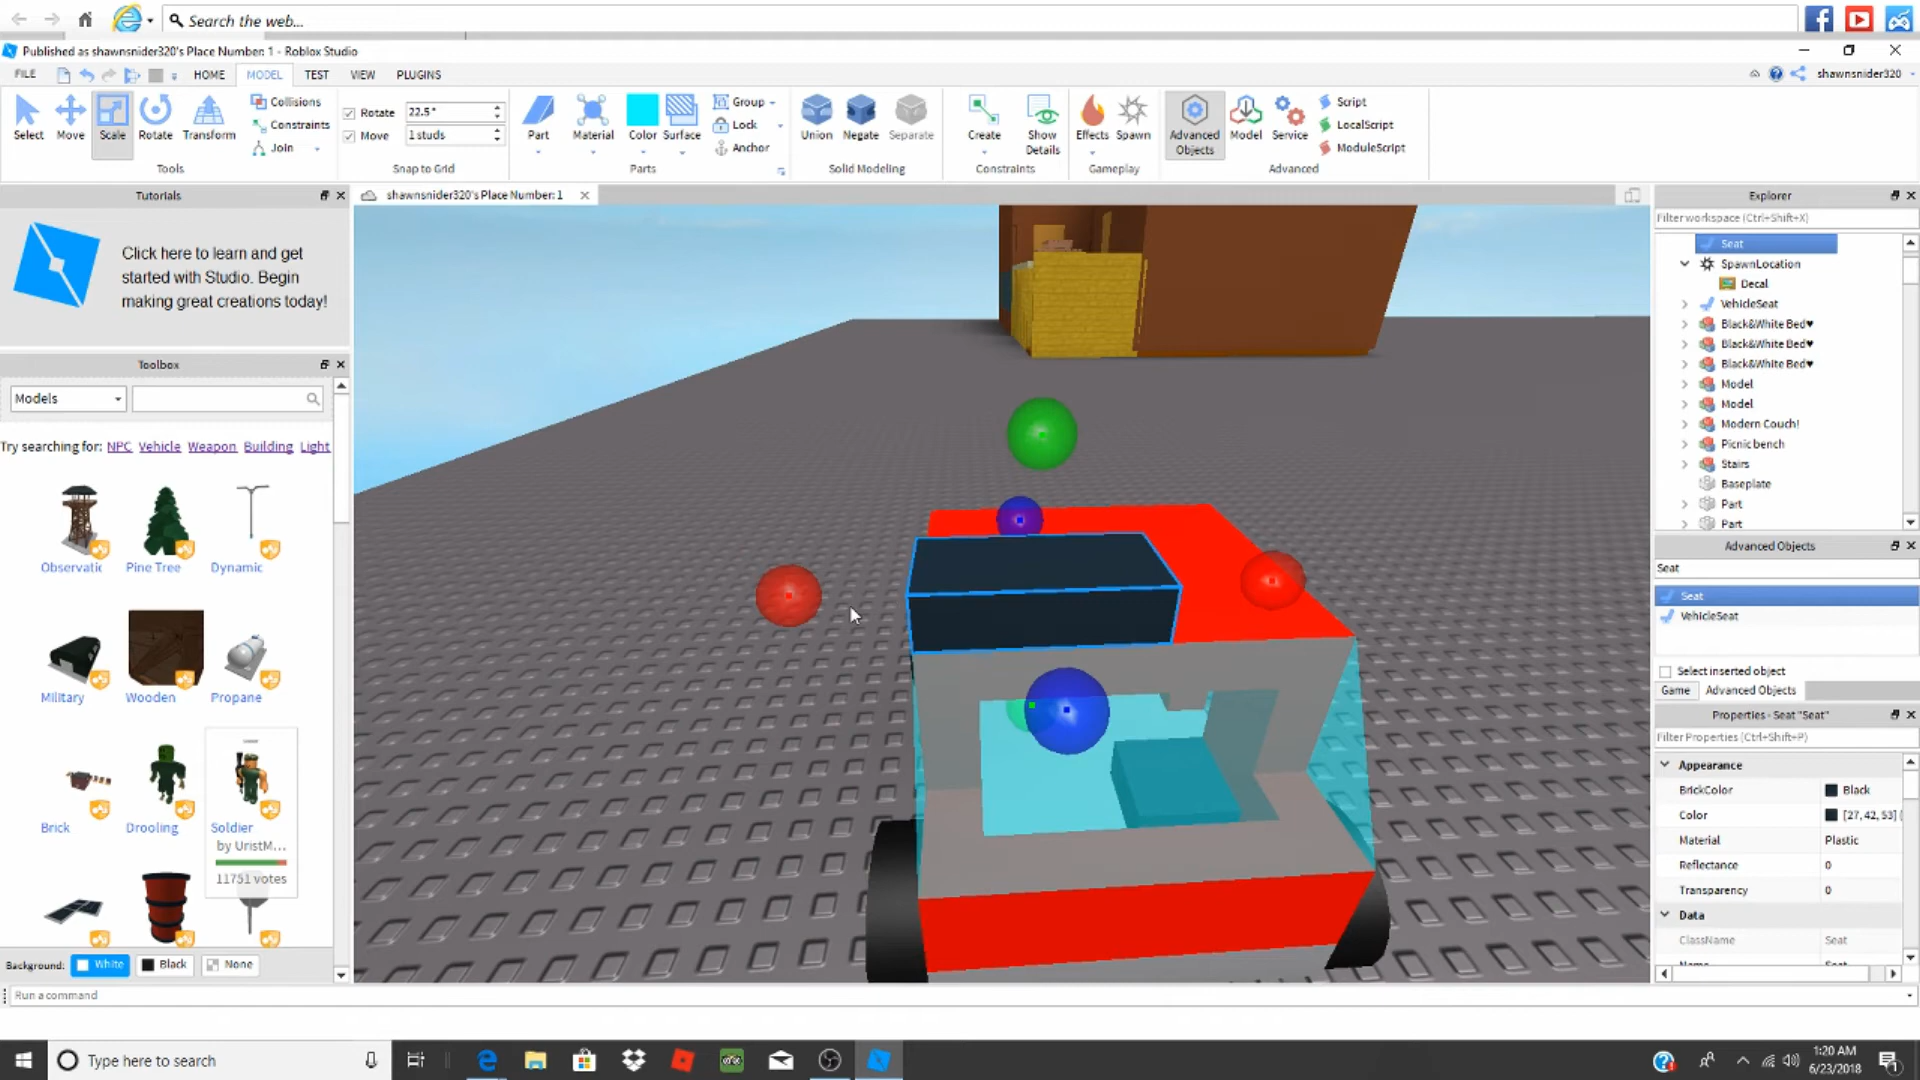 Search the web...
Published as shawnsnider320's Place Number: 1 - Roblox Studio
FILE HOME MODEL TEST VIEW PLUGINS shawnsnider320
Select Move Scale Rotate Transform
Collisions
Constraints
Join
Tools
Rotate 22.5°
Move 1 studs
Snap to Grid
Part Material Color Surface
Group
Lock
Anchor
Parts
Union Negate Separate
Solid Modeling
Create Show Details
Constraints
Effects Spawn
Gameplay
Advanced Objects Model Service
Script
LocalScript
ModuleScript
Advanced
Tutorials
Click here to learn and get
started with Studio. Begin
making great creations today!
Toolbox
Models
Try searching for: NPC Vehicle Weapon Building Light
Observatic Pine Tree Dynamic
Military Wooden Propane
Brick Drooling Soldier
by UristM...
11751 votes
Background: White Black None
Run a command
shawnsnider320's Place Number: 1
Explorer
Filter workspace (Ctrl+Shift+X)
Seat
SpawnLocation
Decal
VehicleSeat
Black&White Bed♥
Black&White Bed♥
Black&White Bed♥
Model
Model
Modern Couch!
Picnic bench
Stairs
Baseplate
Part
Part
Advanced Objects
Seat
Seat
VehicleSeat
Select inserted object
Game Advanced Objects
Properties - Seat "Seat"
Filter Properties (Ctrl+Shift+P)
Appearance
BrickColor Black
Color [27, 42, 53] (
Material Plastic
Reflectance 0
Transparency 0
Data
ClassName Seat
Type here to search
1:20 AM
6/23/2018